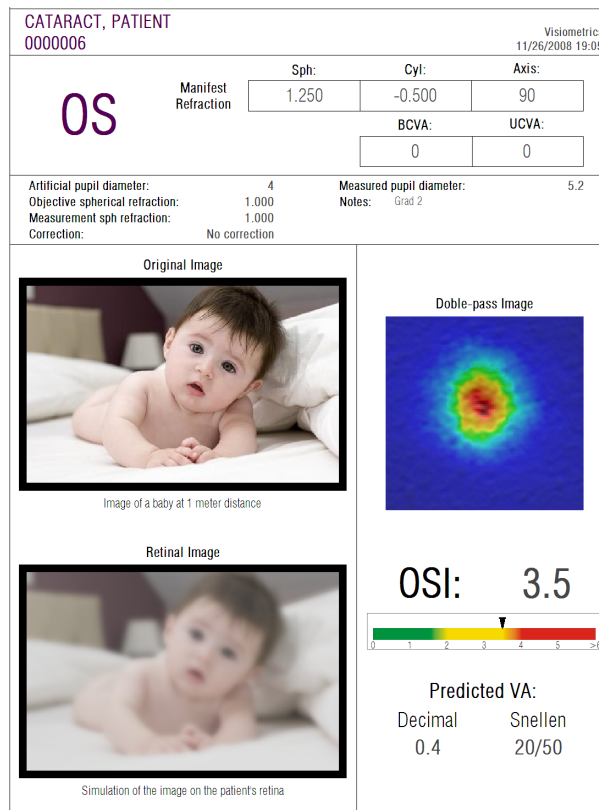 CATARACT, PATIENT
0000006
11/26/2008
OS
Manifest
Refraction
Sph: Cyl: Axis:
1.250 -0.500 90
BCVA: UCVA:
0 0
Artificial pupil diameter: 4
Objective spherical refraction: 1.000
Measurement sph refraction: 1.000
Correction: No correction
Measured pupil diameter: 5.2
Notes: Grad 2
Original Image
Image of a baby at 1 meter distance
Retinal Image
Simulation of the image on the patient's retina
Doble-pass Image
OSI: 3.5
0 1 2 3 4 5
Predicted VA:
Decimal Snellen
0.4 20/50